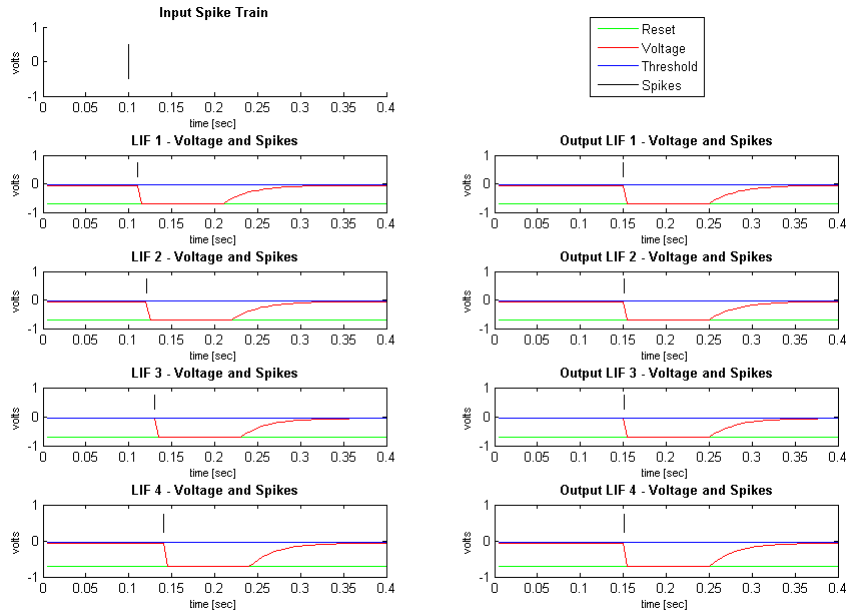 Input Spike Train
volts
1
0
-1
0 0.05 0.1 0.15 0.2 0.25 0.3 0.35 0.4
time [sec]
Reset
Voltage
Threshold
Spikes
LIF 1 - Voltage and Spikes
volts
1
0
-1
0 0.05 0.1 0.15 0.2 0.25 0.3 0.35 0.4
time [sec]
Output LIF 1 - Voltage and Spikes
volts
1
0
-1
0 0.05 0.1 0.15 0.2 0.25 0.3 0.35 0.4
time [sec]
LIF 2 - Voltage and Spikes
volts
1
0
-1
0 0.05 0.1 0.15 0.2 0.25 0.3 0.35 0.4
time [sec]
Output LIF 2 - Voltage and Spikes
volts
1
0
-1
0 0.05 0.1 0.15 0.2 0.25 0.3 0.35 0.4
time [sec]
LIF 3 - Voltage and Spikes
volts
1
0
-1
0 0.05 0.1 0.15 0.2 0.25 0.3 0.35 0.4
time [sec]
Output LIF 3 - Voltage and Spikes
volts
1
0
-1
0 0.05 0.1 0.15 0.2 0.25 0.3 0.35 0.4
time [sec]
LIF 4 - Voltage and Spikes
volts
1
0
-1
0 0.05 0.1 0.15 0.2 0.25 0.3 0.35 0.4
time [sec]
Output LIF 4 - Voltage and Spikes
volts
1
0
-1
0 0.05 0.1 0.15 0.2 0.25 0.3 0.35 0.4
time [sec]